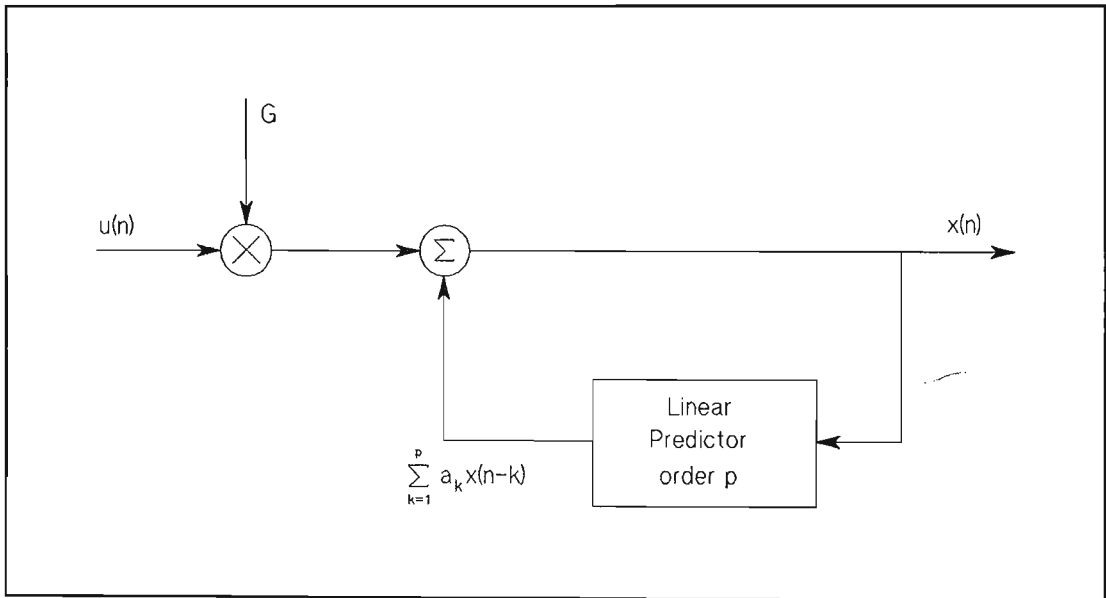 G
u(n)
x(n)
Σ
Linear
Predictor
order p
p
Σ a_k x(n-k)
k=1